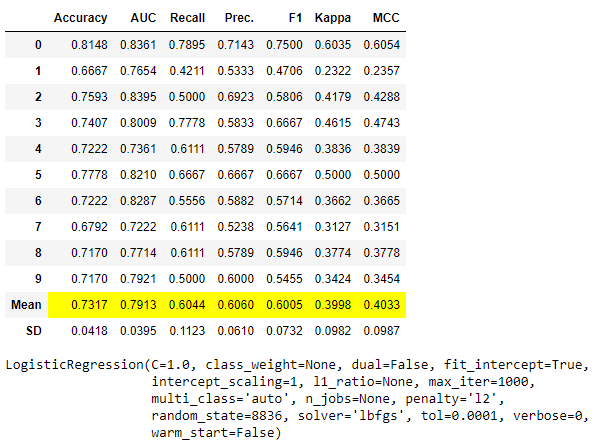 Accuracy AUC Recall Prec. F1 Kappa MCC
0 0.8148 0.8361 0.7895 0.7143 0.7500 0.6035 0.6054
1 0.6667 0.7654 0.4211 0.5333 0.4706 0.2322 0.2357
2 0.7593 0.8395 0.5000 0.6923 0.5806 0.4179 0.4288
3 0.7407 0.8009 0.7778 0.5833 0.6667 0.4615 0.4743
4 0.7222 0.7361 0.6111 0.5789 0.5946 0.3836 0.3839
5 0.7778 0.8210 0.6667 0.6667 0.6667 0.5000 0.5000
6 0.7222 0.8287 0.5556 0.5882 0.5714 0.3662 0.3665
7 0.6792 0.7222 0.6111 0.5238 0.5641 0.3127 0.3151
8 0.7170 0.7714 0.6111 0.5789 0.5946 0.3774 0.3778
9 0.7170 0.7921 0.5000 0.6000 0.5455 0.3424 0.3454
Mean 0.7317 0.7913 0.6044 0.6060 0.6005 0.3998 0.4033
SD 0.0418 0.0395 0.1123 0.0610 0.0732 0.0982 0.0987
LogisticRegression(C=1.0, class_weight=None, dual=False, fit_intercept=True,
intercept_scaling=1, l1_ratio=None, max_iter=1000,
multi_class='auto', n_jobs=None, penalty='l2',
random_state=8836, solver='lbfgs', tol=0.0001, verbose=0,
warm_start=False)